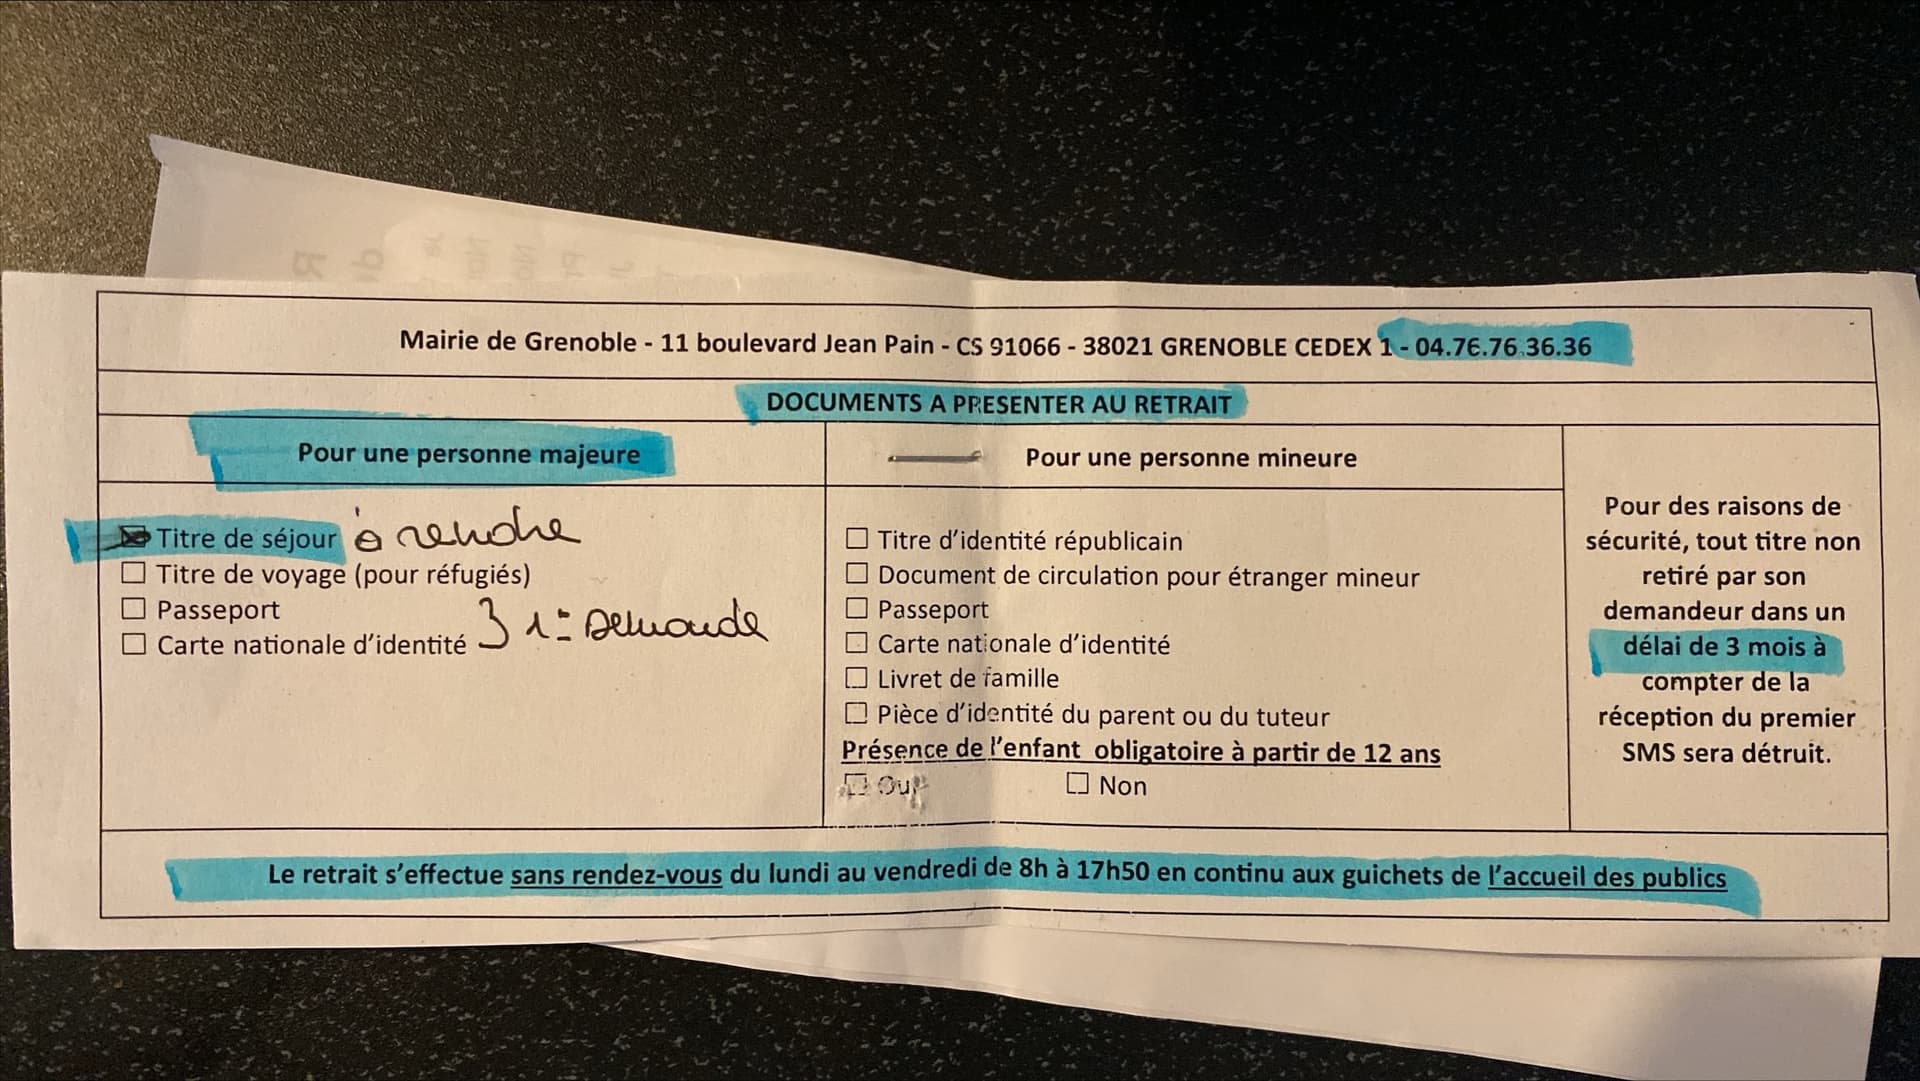 Mairie de Grenoble - 11 boulevard Jean Pain - CS 91066 - 38021 GRENOBLE CEDEX 1 - 04.76.76.36.36
DOCUMENTS A PRESENTER AU RETRAIT
Pour une personne majeure
Titre de séjour à rendre
Titre de voyage (pour réfugiés)
Passeport
Carte nationale d'identité
} 1= Demande
Pour une personne mineure
Titre d'identité républicain
Document de circulation pour étranger mineur
Passeport
Carte nationale d'identité
Livret de famille
Pièce d'identité du parent ou du tuteur
Présence de l'enfant obligatoire à partir de 12 ans
Oui Non
Pour des raisons de
sécurité, tout titre non
retiré par son
demandeur dans un
délai de 3 mois à
compter de la
réception du premier
SMS sera détruit.
Le retrait s'effectue sans rendez-vous du lundi au vendredi de 8h à 17h50 en continu aux guichets de l'accueil des publics